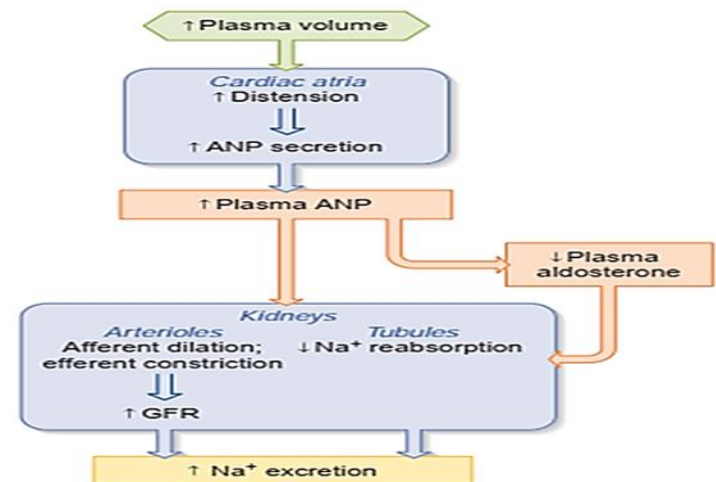 ↑ Plasma volume
Cardiac atria
↑ Distension
↑ ANP secretion
↑ Plasma ANP
↓ Plasma
aldosterone
Kidneys
Arterioles
Afferent dilation;
efferent constriction
↑ GFR
Tubules
↓ Na⁺ reabsorption
↑ Na⁺ excretion